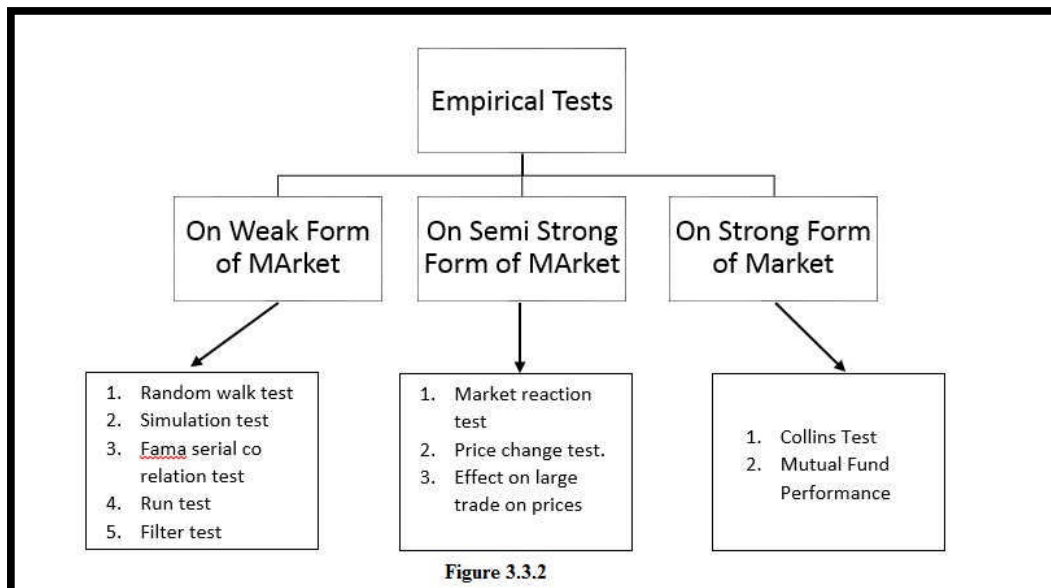 Empirical Tests
On Weak Form
of MArket
On Semi Strong
Form of MArket
On Strong Form
of Market
1. Random walk test
2. Simulation test
3. Fama serial co
relation test
4. Run test
5. Filter test
1. Market reaction
test
2. Price change test.
3. Effect on large
trade on prices
1. Collins Test
2. Mutual Fund
Performance
Figure 3.3.2